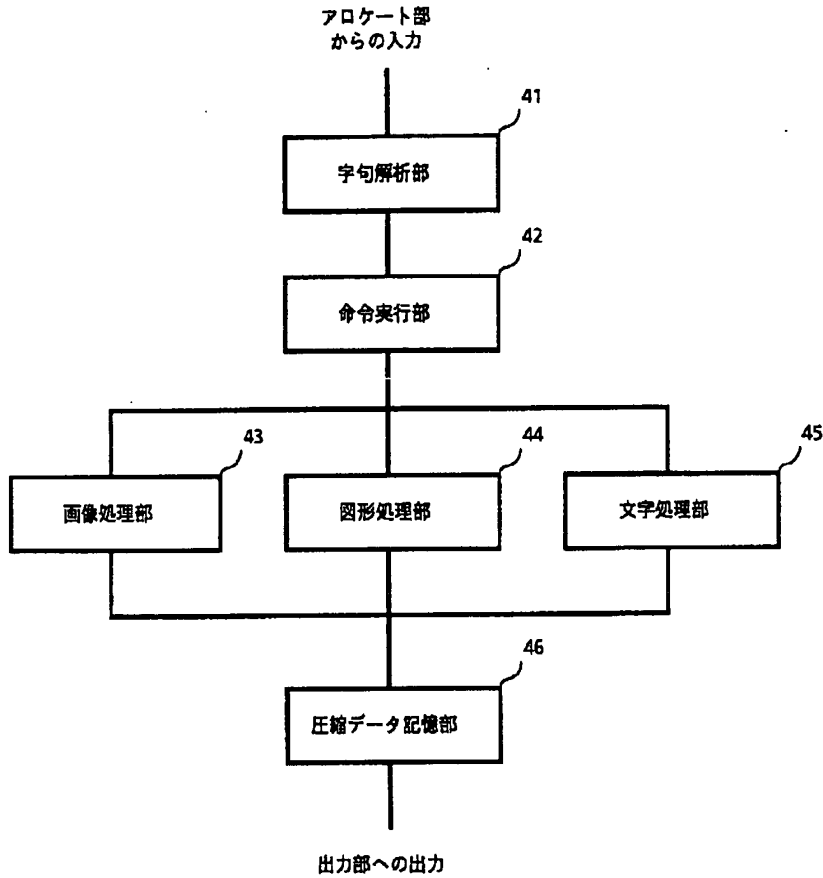 アロケート部
からの入力
41
字句解析部
42
命令実行部
43
44
45
画像処理部
図形処理部
文字処理部
46
圧縮データ記憶部
出力部への出力